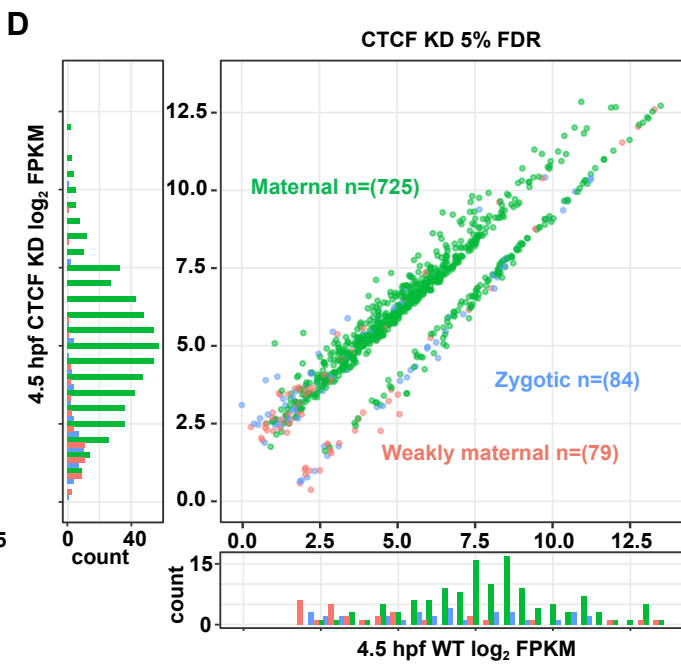 D
CTCF KD 5% FDR
4.5 hpf CTCF KD log₂ FPKM
12.5
10.0
7.5
5.0
2.5
0.0
Maternal n=(725)
Zygotic n=(84)
Weakly maternal n=(79)
0.0 2.5 5.0 7.5 10.0 12.5
5
0 40
count
count
15
0
4.5 hpf WT log₂ FPKM